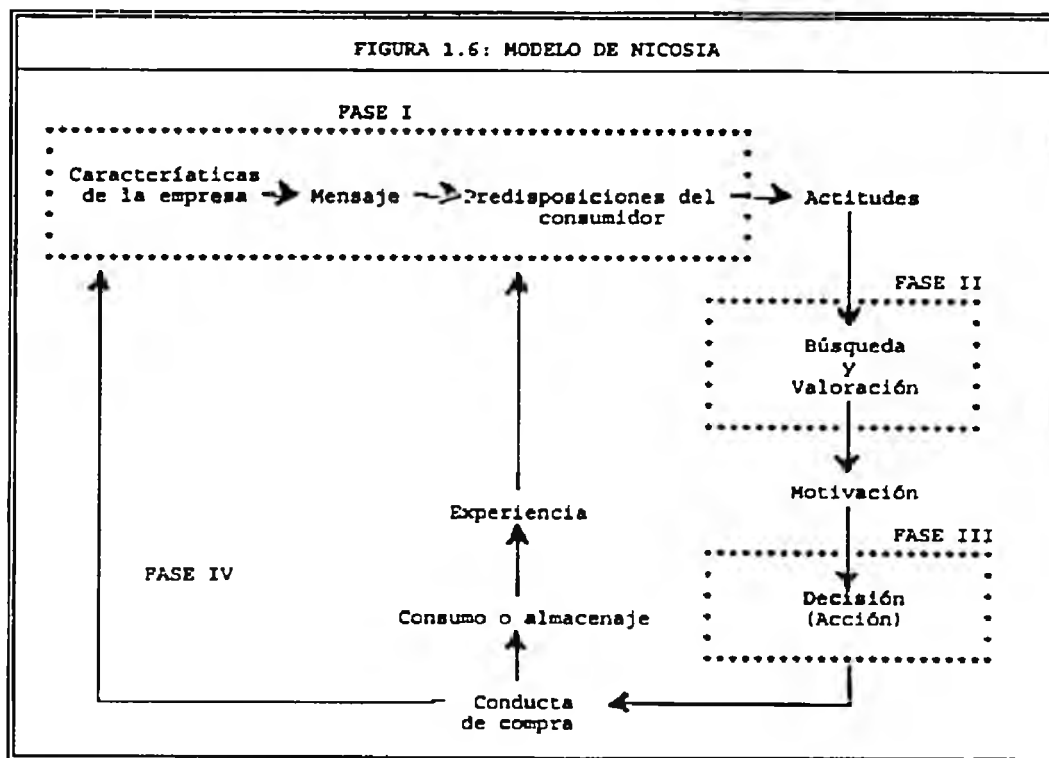 FIGURA 1.6: MODELO DE NICOSIA
FASE I
Características
de la empresa
Mensaje
Predisposiciones del
consumidor
Actitudes
FASE II
Búsqueda
y
Valoración
Motivación
FASE III
Decisión
(Acción)
Experiencia
FASE IV
Consumo o almacenaje
Conducta
de compra